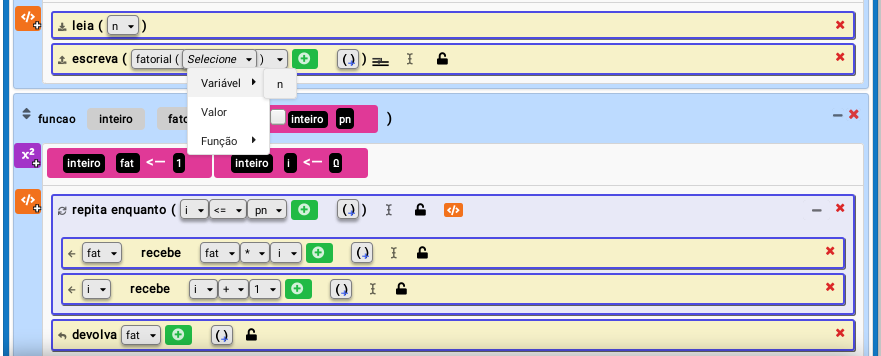 leia ( n )
escreva ( fatorial ( Selecione ) ) ( )
Variável n
Valor
Função
funcao inteiro fato inteiro pn )
x² inteiro fat <— 1 inteiro i <— 0
repita enquanto ( i <= pn ( ) ) </>
fat recebe fat * i ( )
i recebe i + 1 ( )
devolva fat ( )